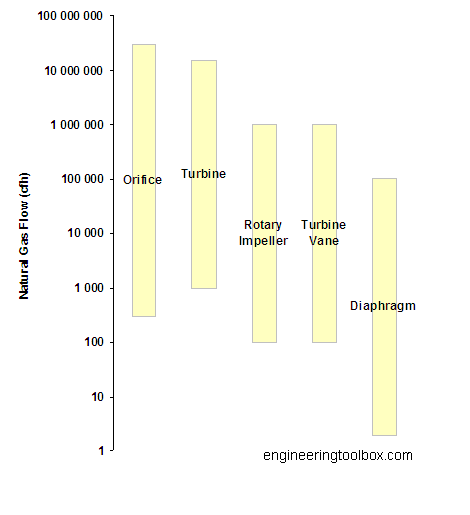 100 000 000
10 000 000
1 000 000
100 000
10 000
1 000
100
10
1
Natural Gas Flow (cfh)
Orifice
Turbine
Rotary
Impeller
Turbine
Vane
Diaphragm
engineeringtoolbox.com